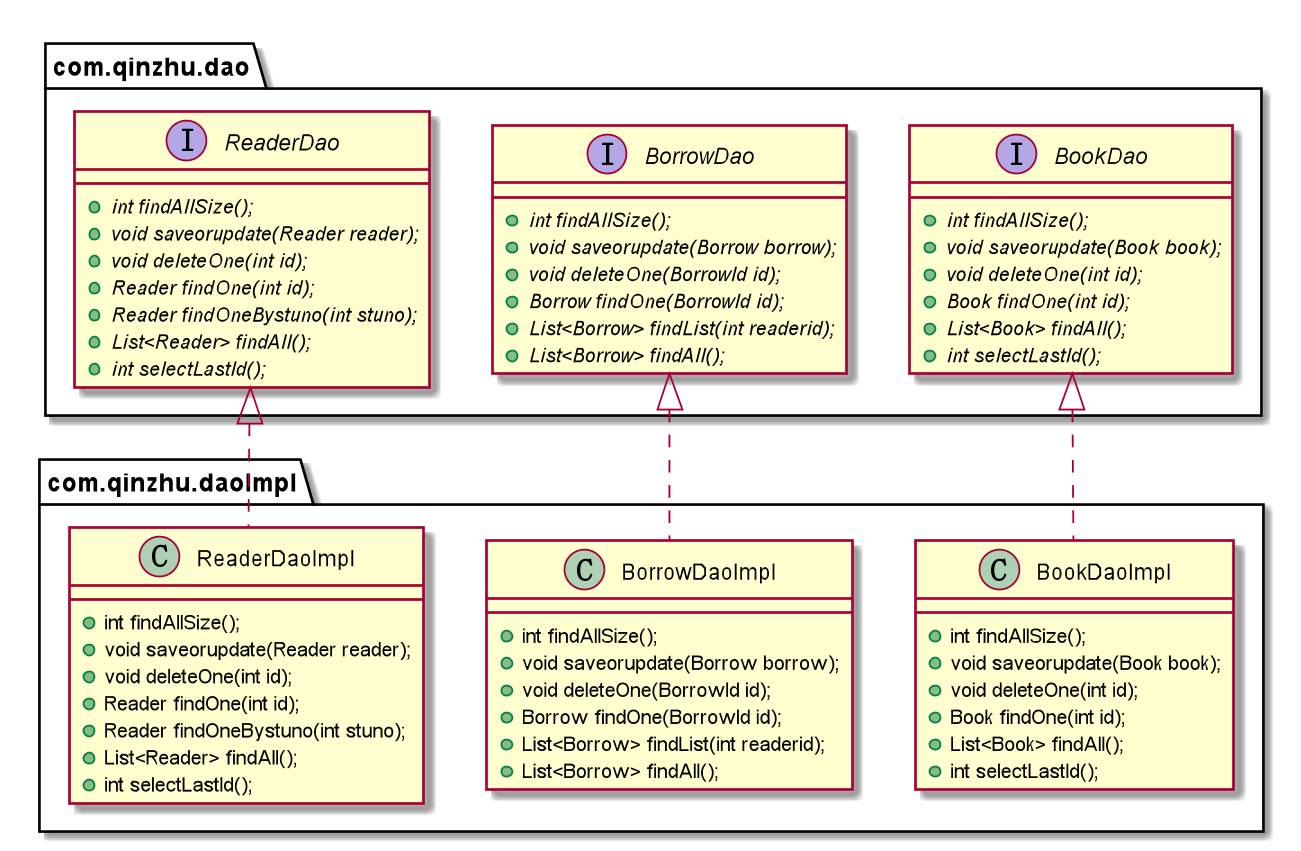 com.qinzhu.dao
I ReaderDao
int findAllSize();
void saveorupdate(Reader reader);
void deleteOne(int id);
Reader findOne(int id);
Reader findOneBystuno(int stuno);
List<Reader> findAll();
int selectLastId();
I BorrowDao
int findAllSize();
void saveorupdate(Borrow borrow);
void deleteOne(BorrowId id);
Borrow findOne(BorrowId id);
List<Borrow> findList(int readerid);
List<Borrow> findAll();
I BookDao
int findAllSize();
void saveorupdate(Book book);
void deleteOne(int id);
Book findOne(int id);
List<Book> findAll();
int selectLastId();
com.qinzhu.daoImpl
C ReaderDaoImpl
int findAllSize();
void saveorupdate(Reader reader);
void deleteOne(int id);
Reader findOne(int id);
Reader findOneBystuno(int stuno);
List<Reader> findAll();
int selectLastId();
C BorrowDaoImpl
int findAllSize();
void saveorupdate(Borrow borrow);
void deleteOne(BorrowId id);
Borrow findOne(BorrowId id);
List<Borrow> findList(int readerid);
List<Borrow> findAll();
C BookDaoImpl
int findAllSize();
void saveorupdate(Book book);
void deleteOne(int id);
Book findOne(int id);
List<Book> findAll();
int selectLastId();